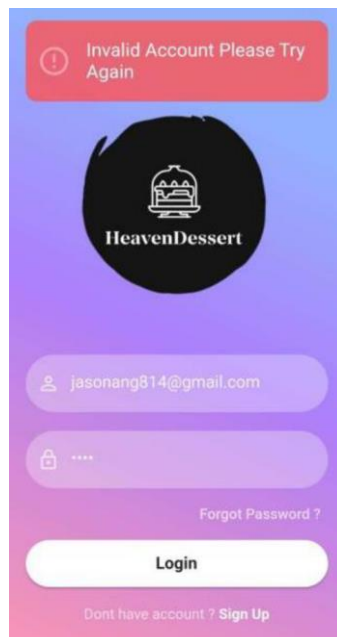 Invalid Account Please Try
Again
HeavenDessert
jasonang814@gmail.com
····
Forgot Password ?
Login
Dont have account ? Sign Up